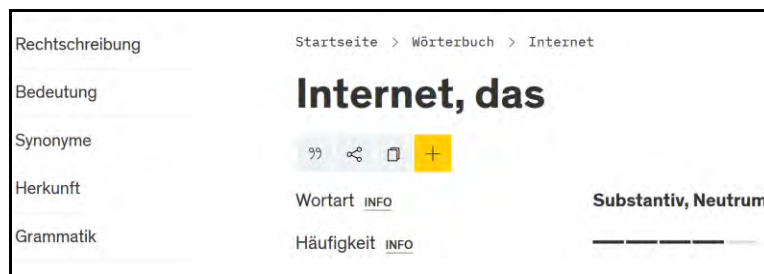 Rechtschreibung
Bedeutung
Synonyme
Herkunft
Grammatik
Startseite > Wörterbuch > Internet
Internet, das
Wortart INFO
Substantiv, Neutrum
Häufigkeit INFO